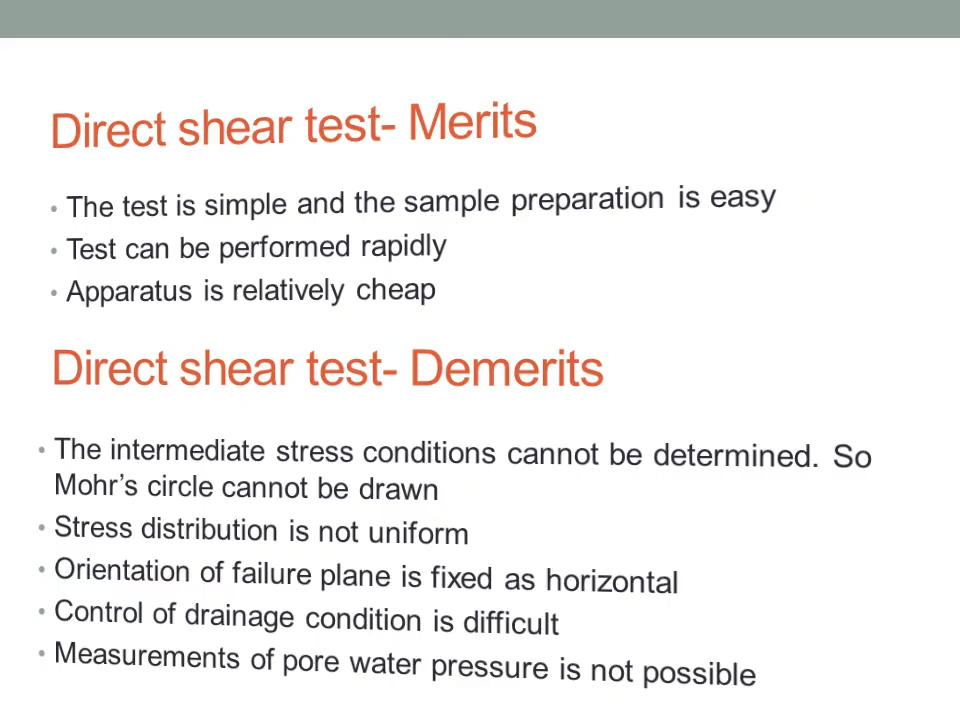 Direct shear test- Merits
• The test is simple and the sample preparation is easy
• Test can be performed rapidly
• Apparatus is relatively cheap
Direct shear test- Demerits
• The intermediate stress conditions cannot be determined. So
Mohr’s circle cannot be drawn
• Stress distribution is not uniform
• Orientation of failure plane is fixed as horizontal
• Control of drainage condition is difficult
• Measurements of pore water pressure is not possible